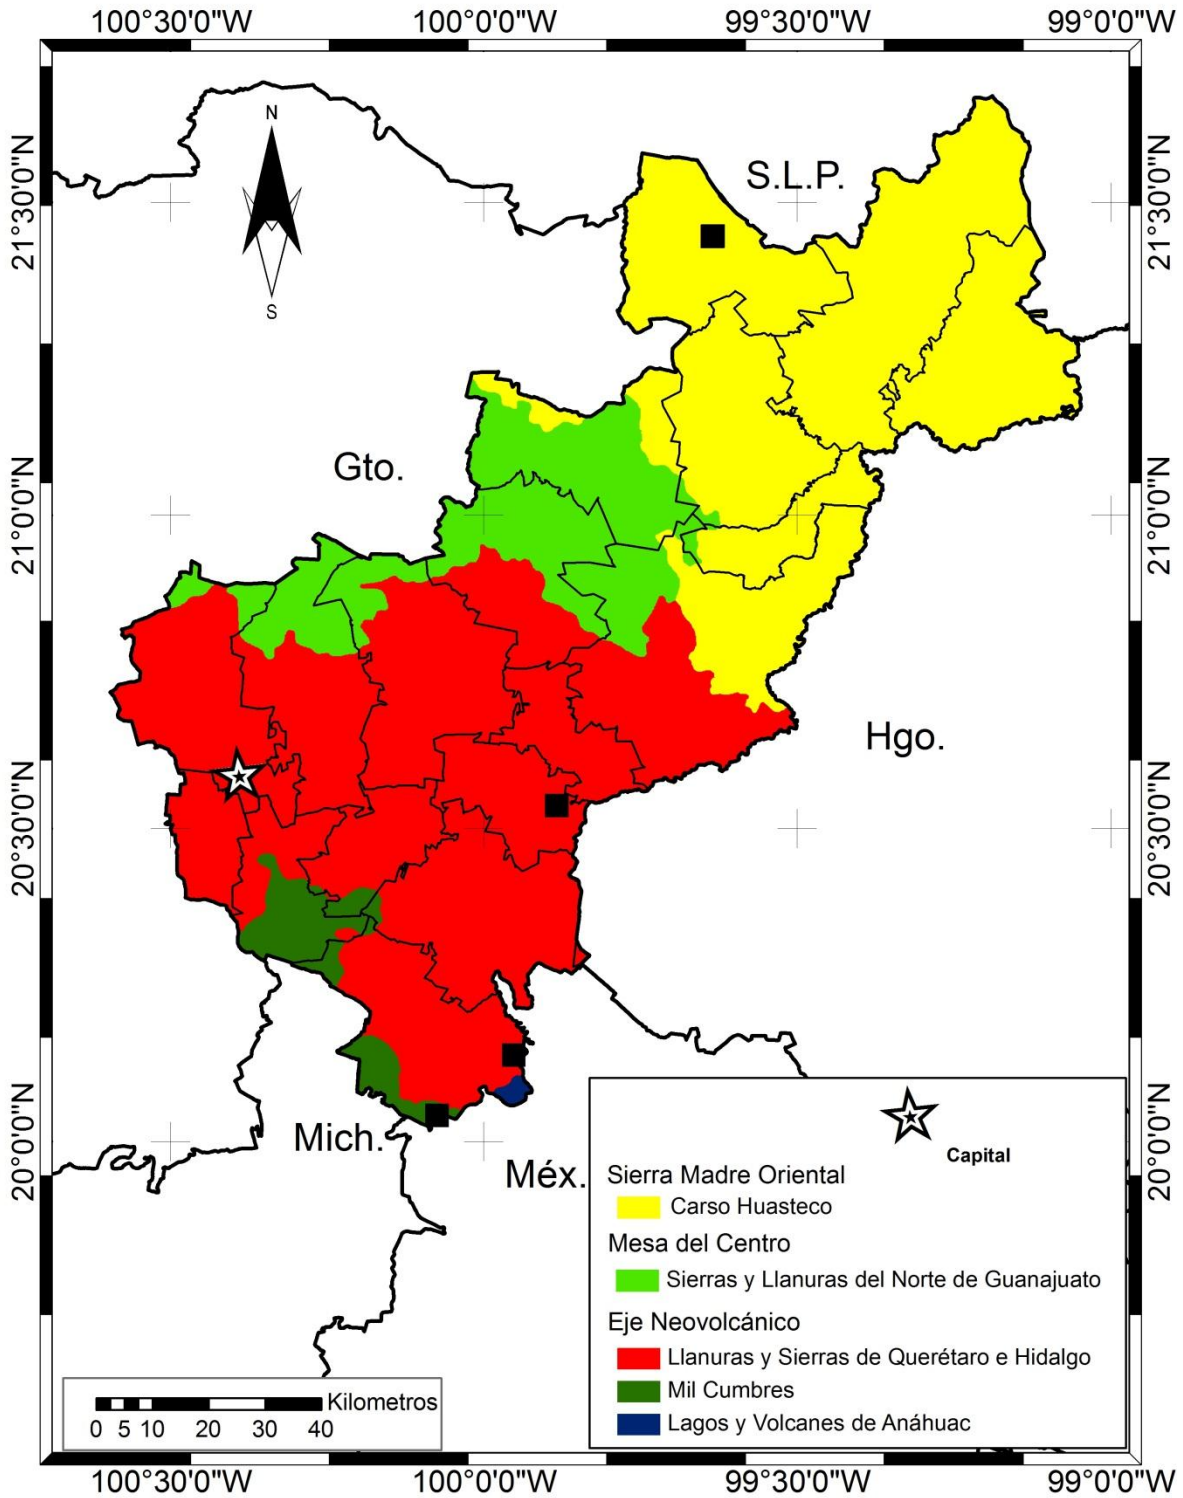 100°30'0"W 100°0'0"W 99°30'0"W 99°0'0"W
21°30'0"N
21°30'0"N
N
S
S.L.P.
Gto.
21°0'0"N
21°0'0"N
Hgo.
20°30'0"N
20°30'0"N
Mich.
Méx.
20°0'0"N
20°0'0"N
Capital
Sierra Madre Oriental
Carso Huasteco
Mesa del Centro
Sierras y Llanuras del Norte de Guanajuato
Eje Neovolcánico
Llanuras y Sierras de Querétaro e Hidalgo
Mil Cumbres
Lagos y Volcanes de Anáhuac
Kilometros
0 5 10 20 30 40
100°30'0"W 100°0'0"W 99°30'0"W 99°0'0"W